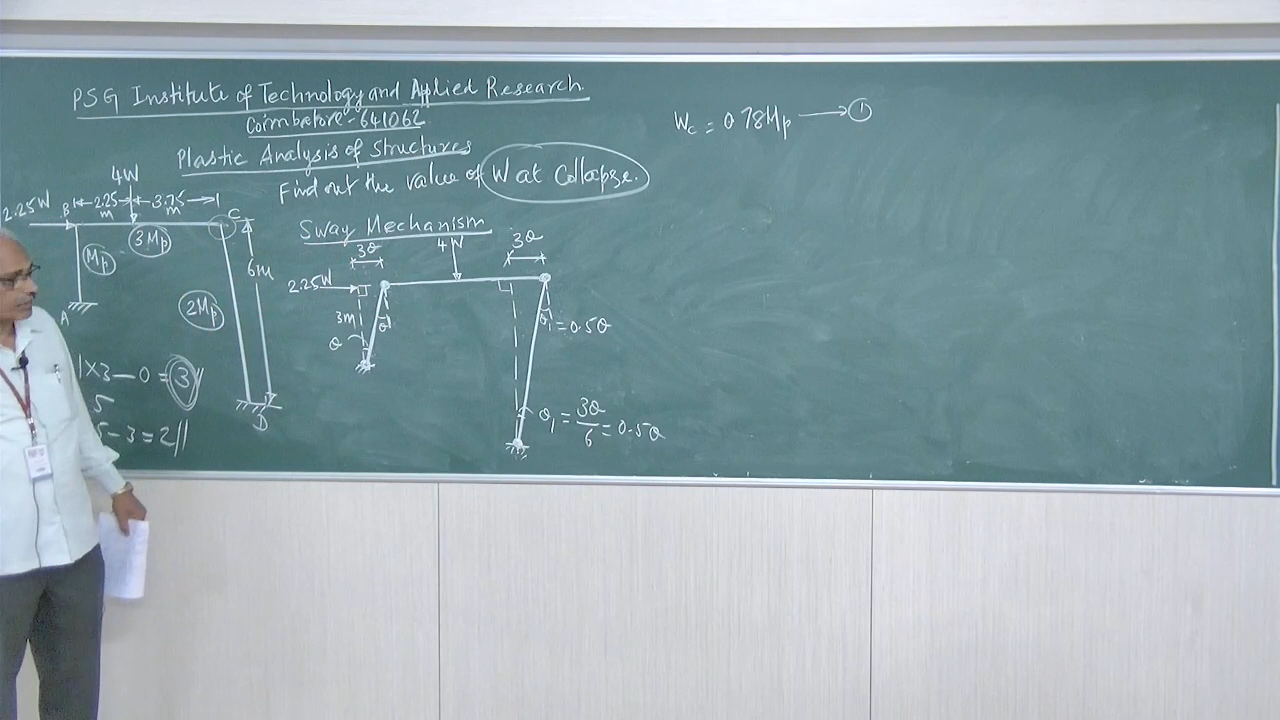 PSG Institute of Technology and Applied Research.
Coimbatore-641062
Plastic Analysis of Structures
Find out the value of W at Collapse.
Wc = 0.78Mp → 1
4W
2.25W B 2.25 m 3.75 m C
Mp 3Mp
6m
2Mp
A
D
1×3-0=3
5
5-3=2
Sway Mechanism
3θ 4W 3θ
2.25W
3m θ θ1=0.5θ
θ
θ1 = 3θ/6 = 0.5θ